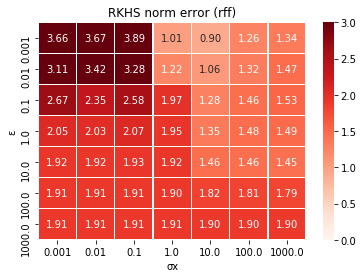 RKHS norm error (rff)
3.66 3.67 3.89 1.01 0.90 1.26 1.34
3.11 3.42 3.28 1.22 1.06 1.32 1.47
2.67 2.35 2.58 1.97 1.28 1.46 1.53
2.05 2.03 2.07 1.95 1.35 1.48 1.49
1.92 1.92 1.93 1.92 1.46 1.46 1.45
1.91 1.91 1.91 1.90 1.82 1.81 1.79
1.91 1.91 1.91 1.91 1.90 1.90 1.90
0.001
0.01
0.1
1.0
10.0
100.0
1000.0
ε
0.001 0.01 0.1 1.0 10.0 100.0 1000.0
σx
3.0
2.5
2.0
1.5
1.0
0.5
0.0